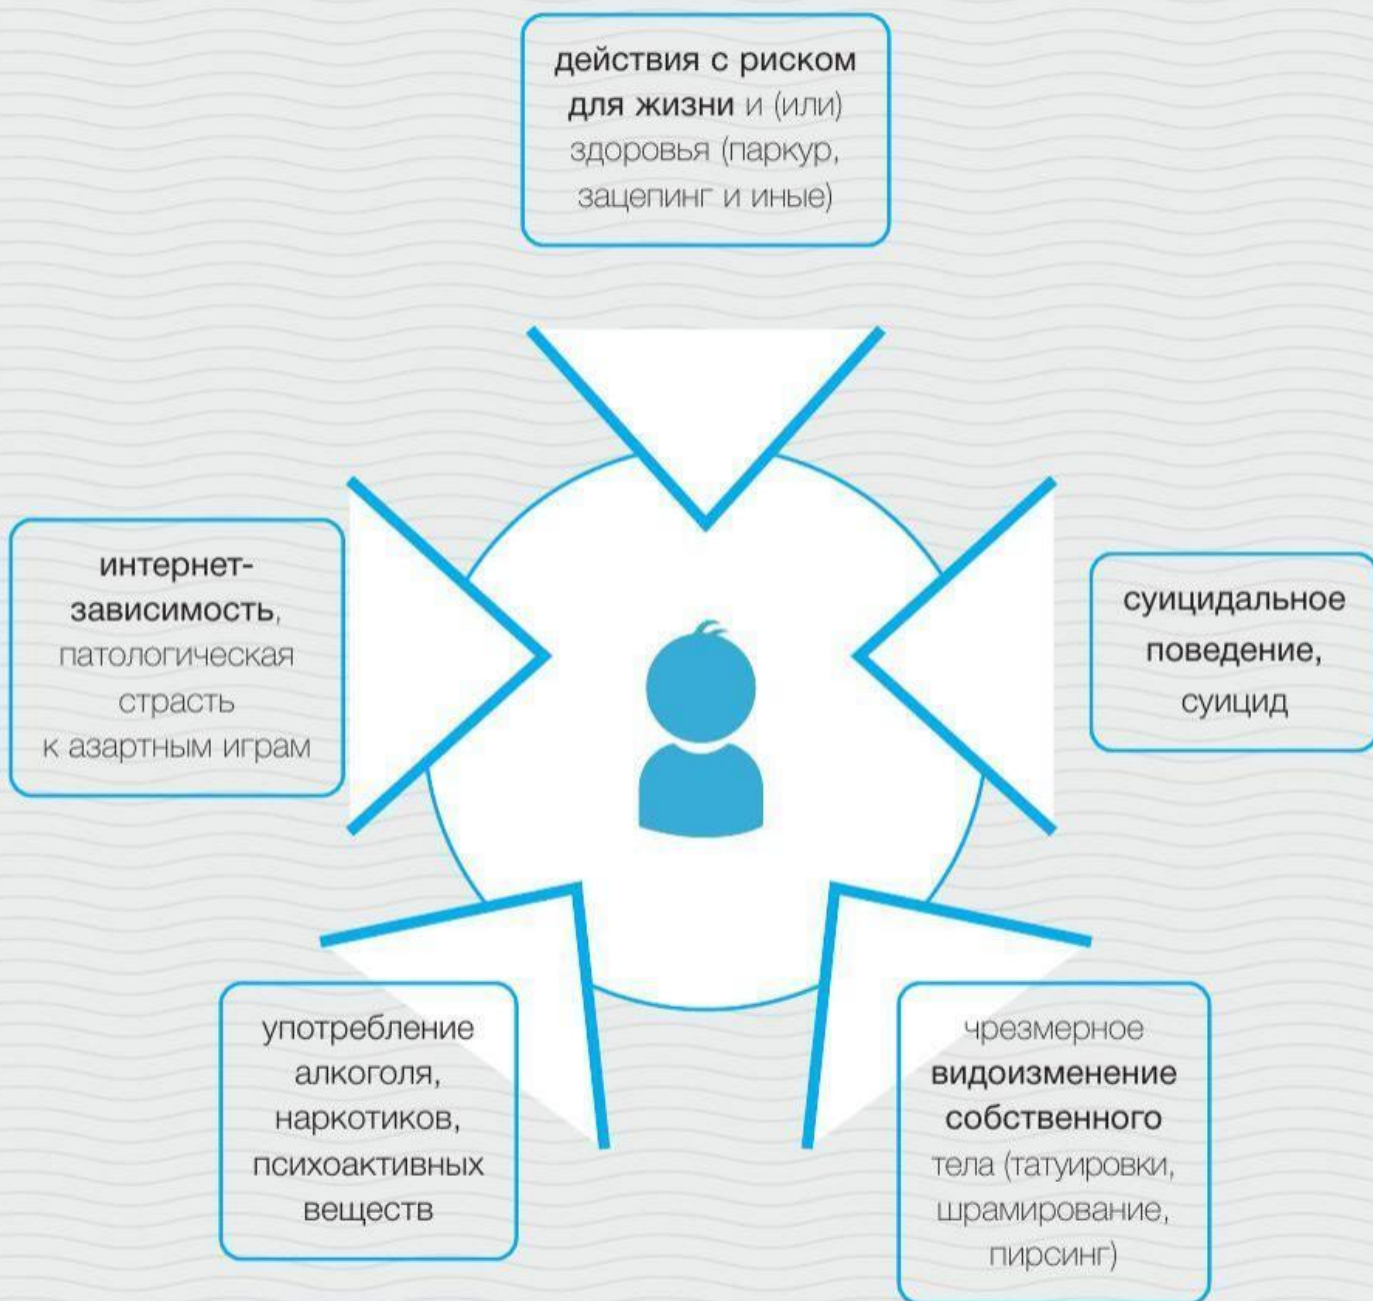 действия с риском
для жизни и (или)
здоровья (паркур,
зацепинг и иные)
интернет-
зависимость,
патологическая
страсть
к азартным играм
суицидальное
поведение,
суицид
употребление
алкоголя,
наркотиков,
психоактивных
веществ
чрезмерное
видоизменение
собственного
тела (татуировки,
шрамирование,
пирсинг)